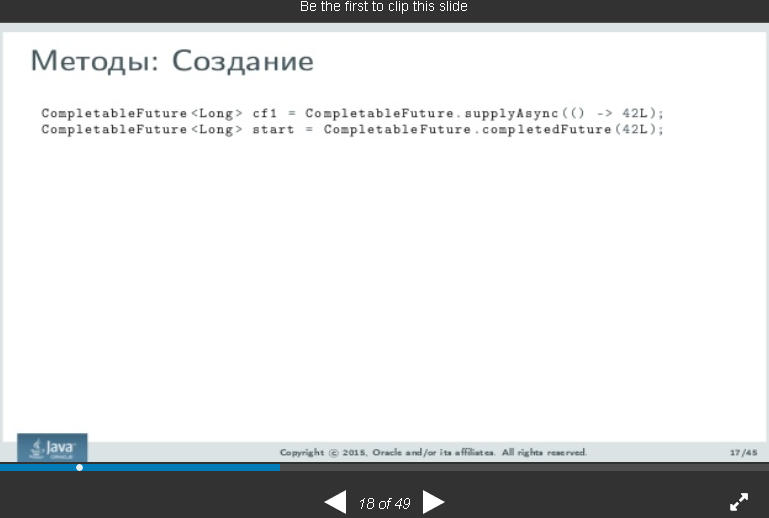 Be the first to clip this slide
Методы: Создание
CompletableFuture<Long> cf1 = CompletableFuture.supplyAsync(() -> 42L);
CompletableFuture<Long> start = CompletableFuture.completedFuture(42L);
Java
ORACLE
Copyright © 2015, Oracle and/or its affiliates. All rights reserved.
17/45
18 of 49